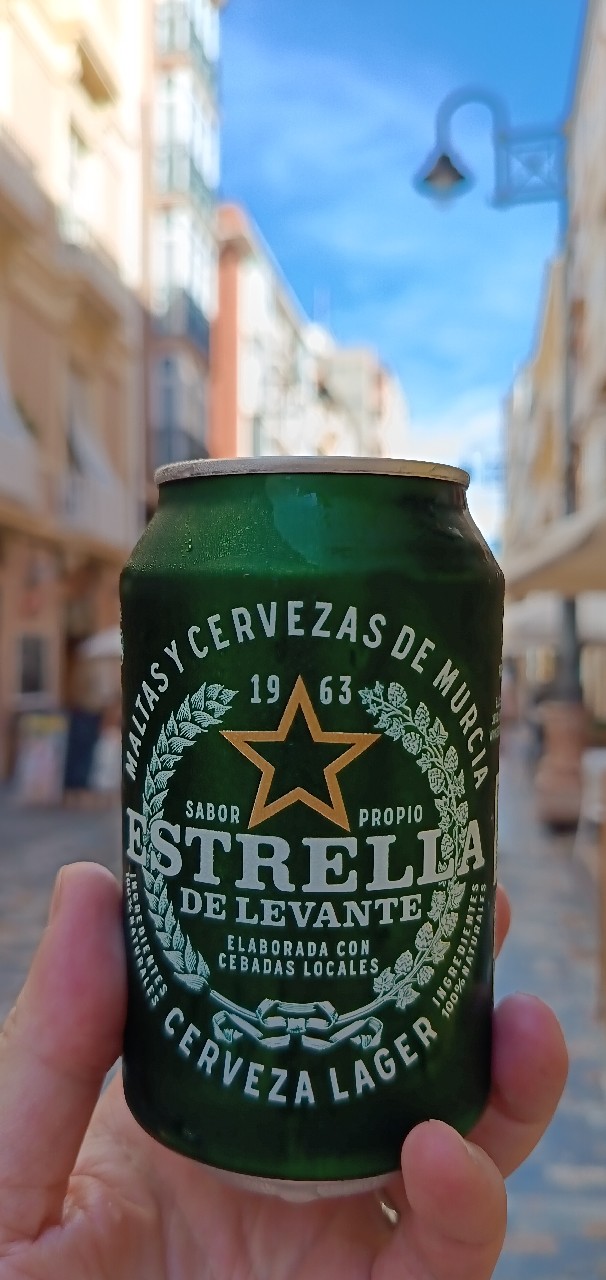 MALTAS Y CERVEZAS DE MURCIA
19 63
SABOR PROPIO
ESTRELLA
DE LEVANTE
ELABORADA CON
CEBADAS LOCALES
INGREDIENTES
100% NATURALES
INGREDIENTES
100% NATURALES
CERVEZA LAGER